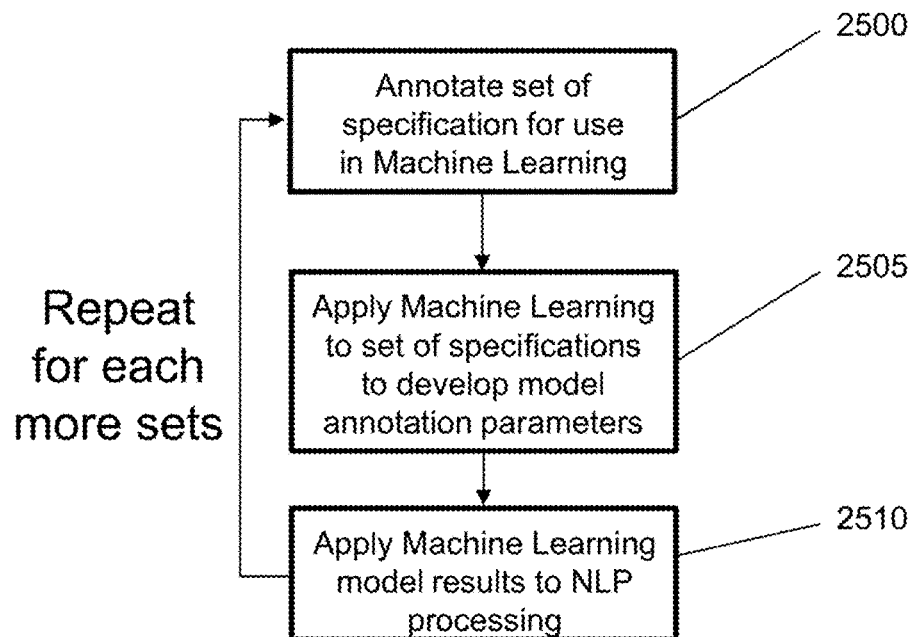 2500
Annotate set of
specification for use
in Machine Learning
2505
Apply Machine Learning
to set of specifications
to develop model
annotation parameters
Repeat
for each
more sets
2510
Apply Machine Learning
model results to NLP
processing